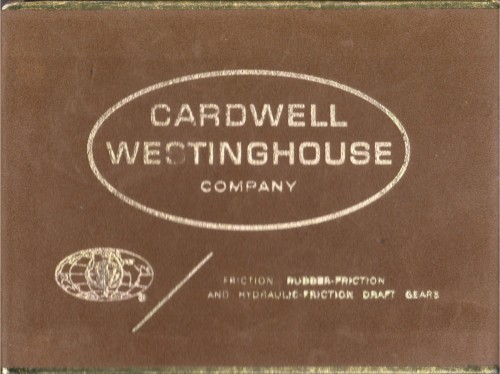 CARDWELL
WESTINGHOUSE
COMPANY
FRICTION, RUBBER-FRICTION
AND HYDRAULIC-FRICTION DRAFT GEARS